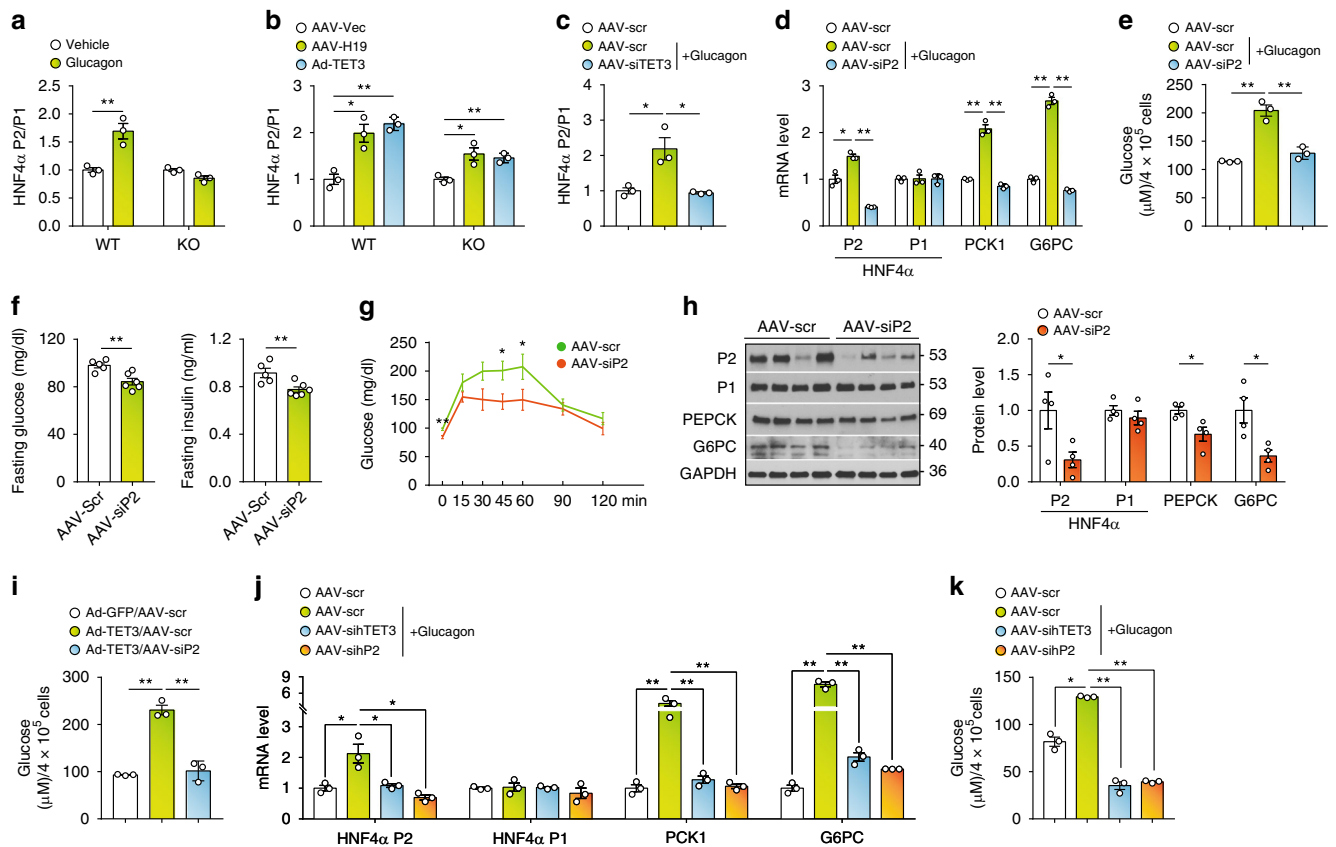 a
Vehicle
Glucagon
HNF4α P2/P1
2.0
1.5
1.0
0.5
0.0
**
WT
KO
b
AAV-Vec
AAV-H19
Ad-TET3
HNF4α P2/P1
3
2
1
0
**
*
**
*
WT
KO
c
AAV-scr
AAV-scr
AAV-siTET3
+Glucagon
HNF4α P2/P1
4
3
2
1
0
*
*
d
AAV-scr
AAV-scr
AAV-siP2
+Glucagon
mRNA level
3
2
1
0
*
**
**
**
**
**
P2
P1
PCK1
G6PC
HNF4α
e
AAV-scr
AAV-scr
AAV-siP2
+Glucagon
Glucose
(μM)/4 × 10⁵ cells
250
200
150
100
50
0
**
**
f
Fasting glucose (mg/dl)
120
80
40
0
**
AAV-Scr
AAV-siP2
Fasting insulin (ng/ml)
1.2
0.9
0.6
0.3
0.0
**
AAV-Scr
AAV-siP2
g
AAV-scr
AAV-siP2
Glucose (mg/dl)
250
200
150
100
50
0
**
*
*
0 15 30 45 60 90 120 min
h
AAV-scr
AAV-siP2
P2
53
P1
53
PEPCK
69
G6PC
40
GAPDH
36
AAV-scr
AAV-siP2
Protein level
2.0
1.5
1.0
0.5
0.0
*
*
*
P2
P1
PEPCK
G6PC
HNF4α
i
Ad-GFP/AAV-scr
Ad-TET3/AAV-scr
Ad-TET3/AAV-siP2
Glucose
(μM)/4 × 10⁵ cells
300
200
100
0
**
**
j
AAV-scr
AAV-scr
AAV-sihTET3
AAV-sihP2
+Glucagon
mRNA level
9
6
3
3
2
1
0
*
*
*
**
**
**
**
**
**
HNF4α P2
HNF4α P1
PCK1
G6PC
k
AAV-scr
AAV-scr
AAV-sihTET3
AAV-sihP2
+Glucagon
Glucose
(μM)/4 × 10⁵ cells
150
100
50
0
*
**
**